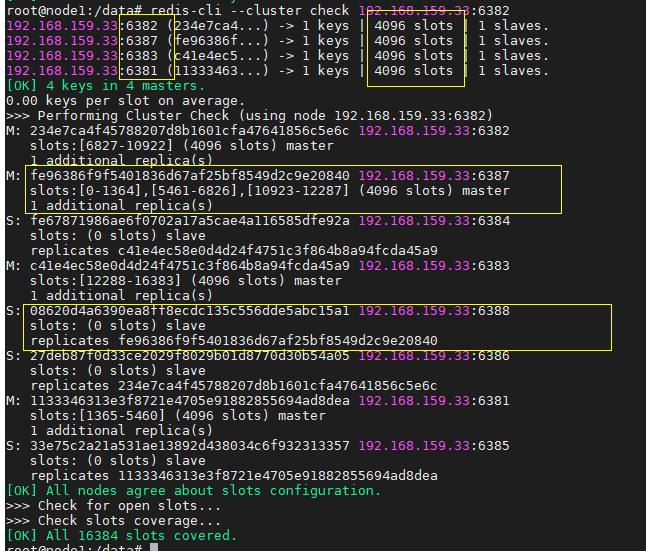 root@node1:/data# redis-cli --cluster check 192.168.159.33:6382
192.168.159.33:6382 (234e7ca4...) -> 1 keys | 4096 slots | 1 slaves.
192.168.159.33:6387 (fe96386f...) -> 1 keys | 4096 slots | 1 slaves.
192.168.159.33:6383 (c41e4ec5...) -> 1 keys | 4096 slots | 1 slaves.
192.168.159.33:6381 (11333463...) -> 1 keys | 4096 slots | 1 slaves.
[OK] 4 keys in 4 masters.
0.00 keys per slot on average.
>>> Performing Cluster Check (using node 192.168.159.33:6382)
M: 234e7ca4f45788207d8b1601cfa47641856c5e6c 192.168.159.33:6382
slots:[6827-10922] (4096 slots) master
1 additional replica(s)
M: fe96386f9f5401836d67af25bf8549d2c9e20840 192.168.159.33:6387
slots:[0-1364],[5461-6826],[10923-12287] (4096 slots) master
1 additional replica(s)
S: fe67871986ae6f0702a17a5cae4a116585dfe92a 192.168.159.33:6384
slots: (0 slots) slave
replicates c41e4ec58e0d4d24f4751c3f864b8a94fcda45a9
M: c41e4ec58e0d4d24f4751c3f864b8a94fcda45a9 192.168.159.33:6383
slots:[12288-16383] (4096 slots) master
1 additional replica(s)
S: 08620d4a6390ea8ff8ecdc135c556dde5abc15a1 192.168.159.33:6388
slots: (0 slots) slave
replicates fe96386f9f5401836d67af25bf8549d2c9e20840
S: 27deb87f0d33ce2029f8029b01d8770d30b54a05 192.168.159.33:6386
slots: (0 slots) slave
replicates 234e7ca4f45788207d8b1601cfa47641856c5e6c
M: 1133346313e3f8721e4705e91882855694ad8dea 192.168.159.33:6381
slots:[1365-5460] (4096 slots) master
1 additional replica(s)
S: 33e75c2a21a531ae13892d438034c6f932313357 192.168.159.33:6385
slots: (0 slots) slave
replicates 1133346313e3f8721e4705e91882855694ad8dea
[OK] All nodes agree about slots configuration.
>>> Check for open slots...
>>> Check slots coverage...
[OK] All 16384 slots covered.
root@node1:/data#